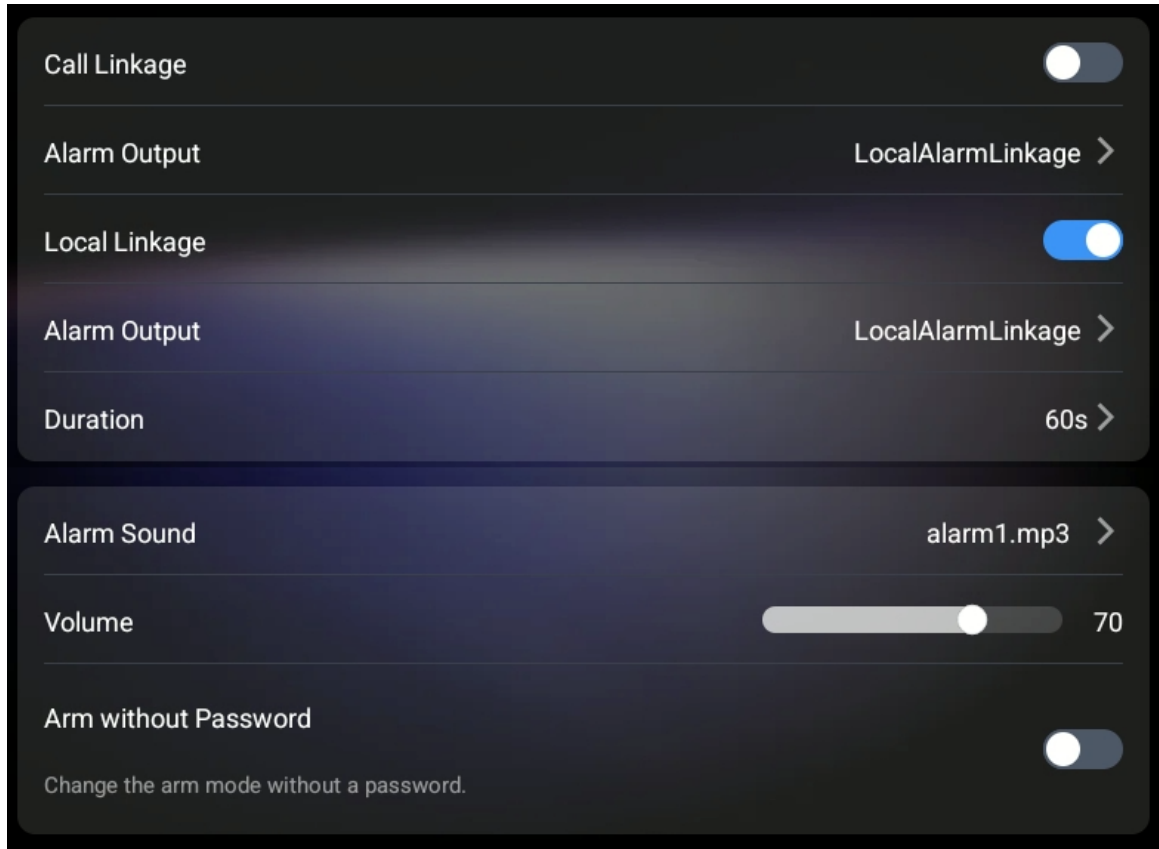 Call Linkage
Alarm Output LocalAlarmLinkage
Local Linkage
Alarm Output LocalAlarmLinkage
Duration 60s
Alarm Sound alarm1.mp3
Volume 70
Arm without Password
Change the arm mode without a password.